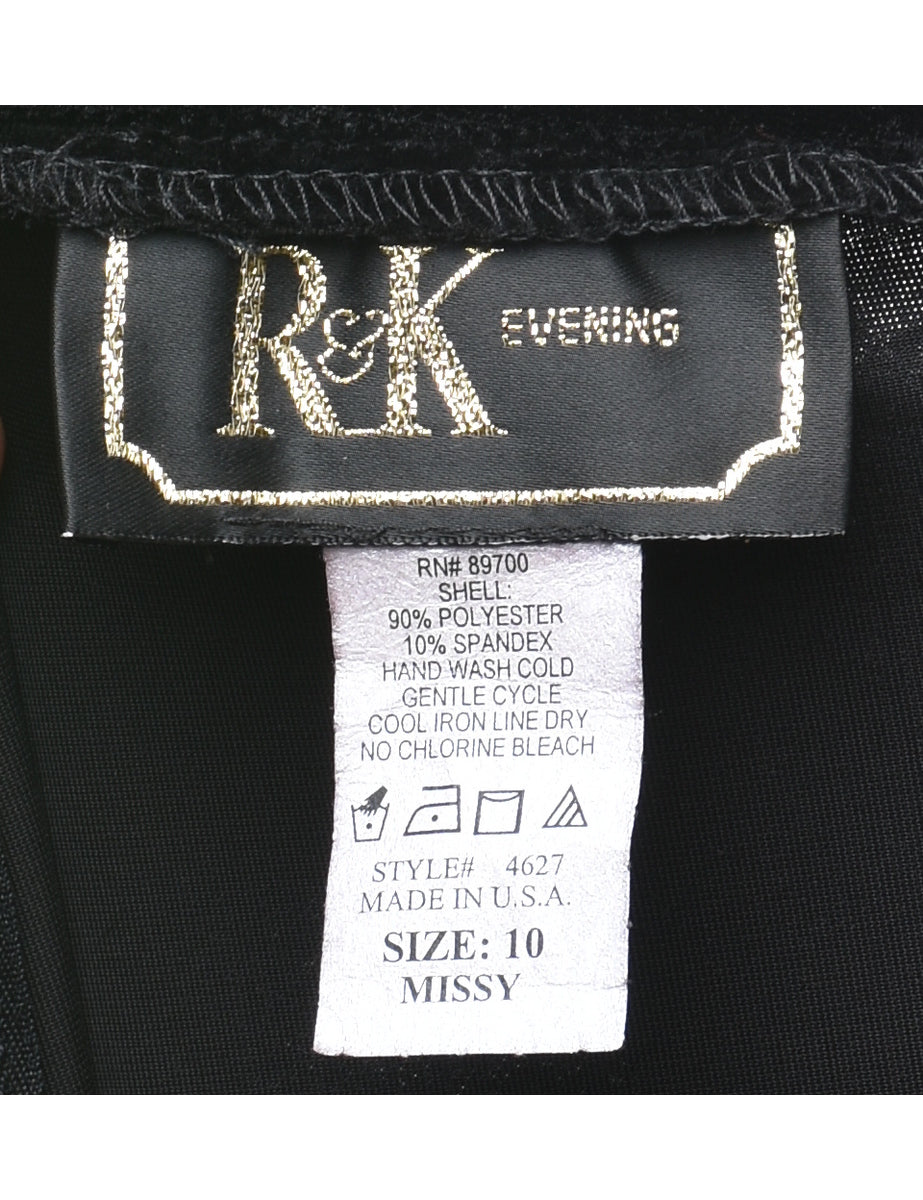 R&K EVENING
RN# 89700
SHELL:
90% POLYESTER
10% SPANDEX
HAND WASH COLD
GENTLE CYCLE
COOL IRON LINE DRY
NO CHLORINE BLEACH
STYLE# 4627
MADE IN U.S.A.
SIZE: 10
MISSY